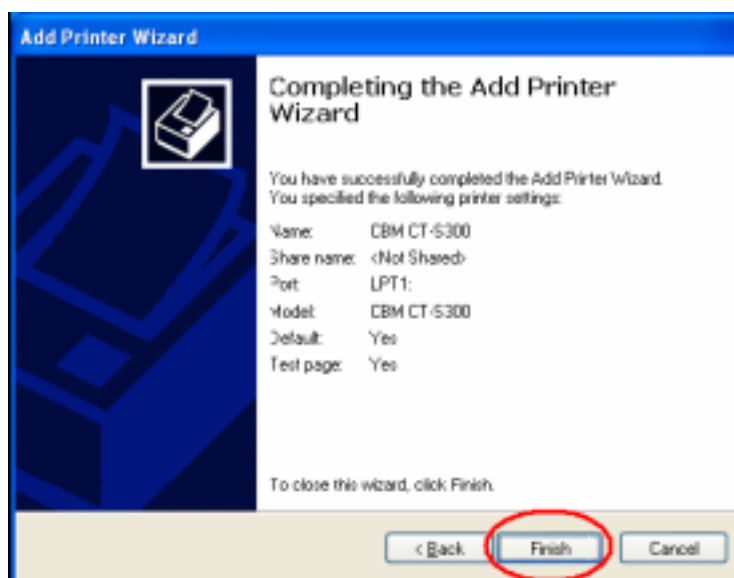 Add Printer Wizard
Completing the Add Printer
Wizard
You have successfully completed the Add Printer Wizard.
You specified the following printer settings:
Name: CBM CT-S300
Share name: <Not Shared>
Port: LPT1:
Model: CBM CT-S300
Default: Yes
Test page: Yes
To close this wizard, click Finish.
< Back Finish Cancel